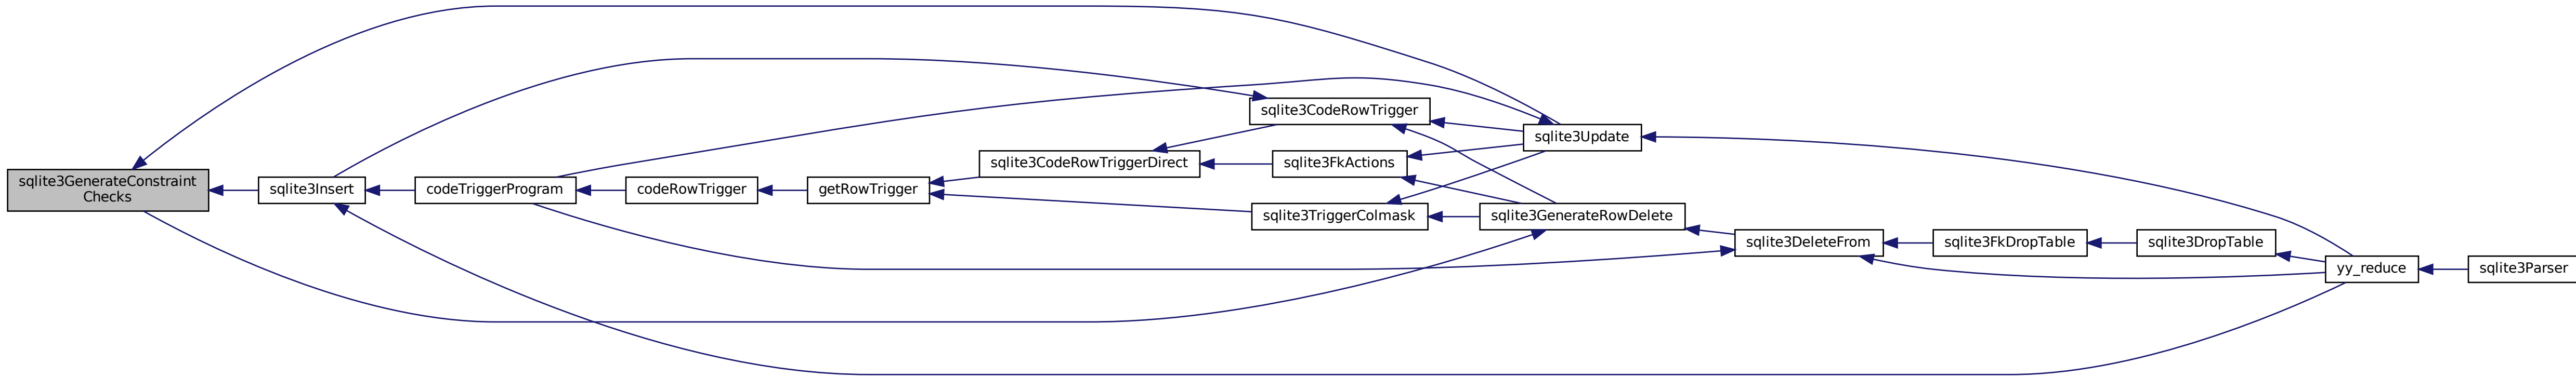 sqlite3GenerateConstraint
Checks
sqlite3Insert
codeTriggerProgram
codeRowTrigger
getRowTrigger
sqlite3CodeRowTriggerDirect
sqlite3CodeRowTrigger
sqlite3FkActions
sqlite3TriggerColmask
sqlite3Update
sqlite3GenerateRowDelete
sqlite3DeleteFrom
sqlite3FkDropTable
sqlite3DropTable
yy_reduce
sqlite3Parser